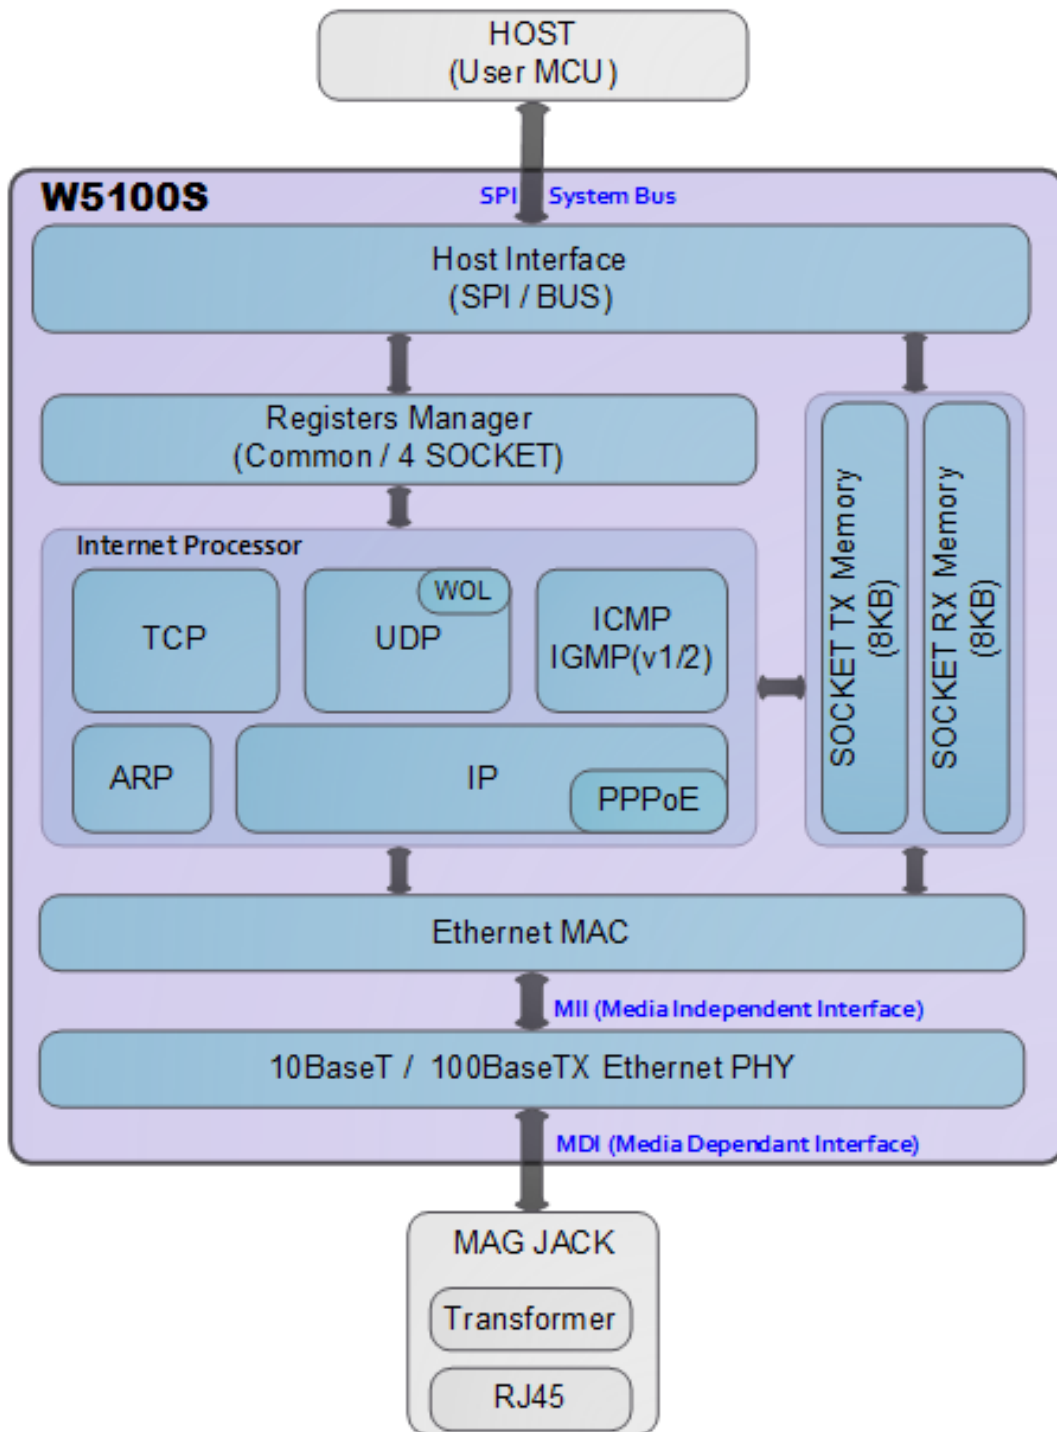 HOST
(User MCU)
W5100S
SPI System Bus
Host Interface
(SPI / BUS)
Registers Manager
(Common / 4 SOCKET)
Internet Processor
TCP
UDP
WOL
ICMP
IGMP(v1/2)
ARP
IP
PPPoE
SOCKET TX Memory
(8KB)
SOCKET RX Memory
(8KB)
Ethernet MAC
MII (Media Independent Interface)
10BaseT / 100BaseTX Ethernet PHY
MDI (Media Dependant Interface)
MAG JACK
Transformer
RJ45